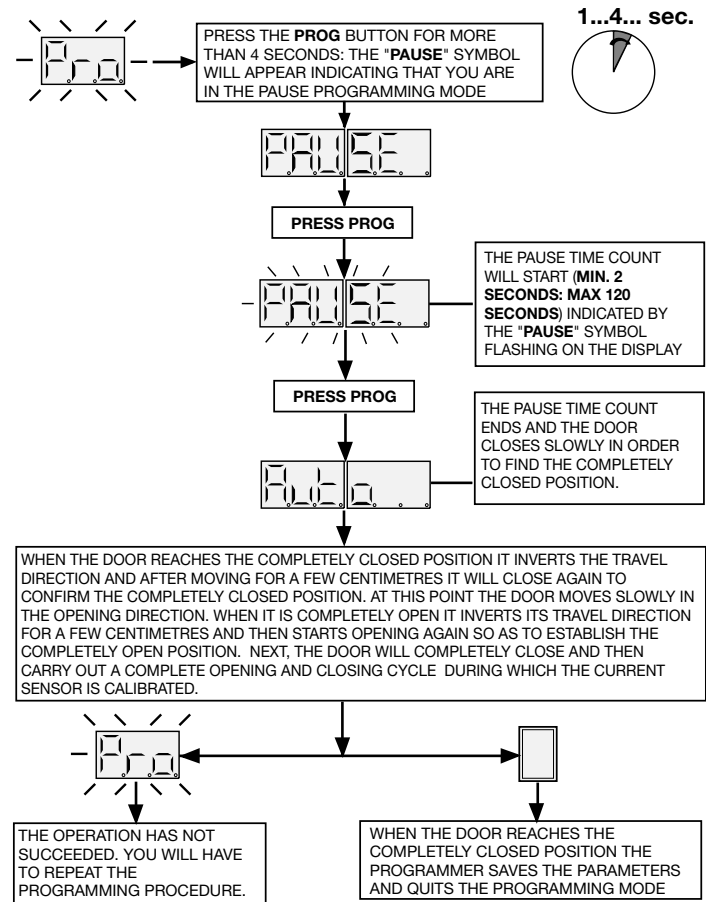 1...4... sec.
P.r.o.
PRESS THE PROG BUTTON FOR MORE
THAN 4 SECONDS: THE "PAUSE" SYMBOL
WILL APPEAR INDICATING THAT YOU ARE
IN THE PAUSE PROGRAMMING MODE
PAUSE
PRESS PROG
PAUSE
THE PAUSE TIME COUNT
WILL START (MIN. 2
SECONDS: MAX 120
SECONDS) INDICATED BY
THE "PAUSE" SYMBOL
FLASHING ON THE DISPLAY
PRESS PROG
THE PAUSE TIME COUNT
ENDS AND THE DOOR
CLOSES SLOWLY IN ORDER
TO FIND THE COMPLETELY
CLOSED POSITION.
Auto
WHEN THE DOOR REACHES THE COMPLETELY CLOSED POSITION IT INVERTS THE TRAVEL
DIRECTION AND AFTER MOVING FOR A FEW CENTIMETRES IT WILL CLOSE AGAIN TO
CONFIRM THE COMPLETELY CLOSED POSITION. AT THIS POINT THE DOOR MOVES SLOWLY IN
THE OPENING DIRECTION. WHEN IT IS COMPLETELY OPEN IT INVERTS ITS TRAVEL DIRECTION
FOR A FEW CENTIMETRES AND THEN STARTS OPENING AGAIN SO AS TO ESTABLISH THE
COMPLETELY OPEN POSITION. NEXT, THE DOOR WILL COMPLETELY CLOSE AND THEN
CARRY OUT A COMPLETE OPENING AND CLOSING CYCLE DURING WHICH THE CURRENT
SENSOR IS CALIBRATED.
P.r.o.
THE OPERATION HAS NOT
SUCCEEDED. YOU WILL HAVE
TO REPEAT THE
PROGRAMMING PROCEDURE.
WHEN THE DOOR REACHES THE
COMPLETELY CLOSED POSITION THE
PROGRAMMER SAVES THE PARAMETERS
AND QUITS THE PROGRAMMING MODE